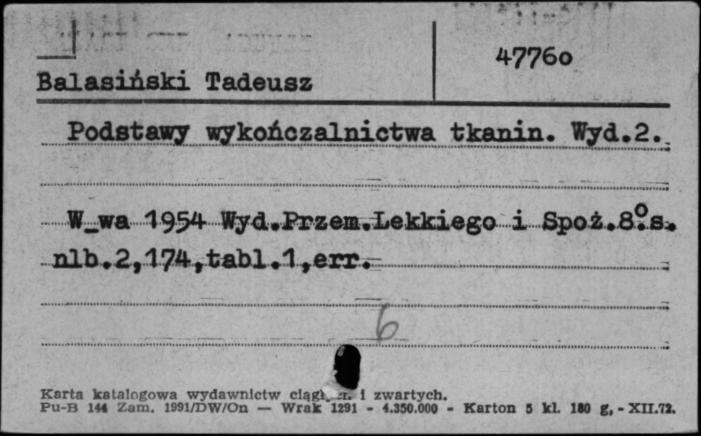 47760
Balasiński Tadeusz
Podstawy wykończalnictwa tkanin. Wyd.2.
W_wa 1954 Wyd.Przem.Lekkiego i Spoż.8°.s.
nlb.2,174,tabl.1,err.
6
Karta katalogowa wydawnictw i zwartych.
Pu-B 144 Zam. 1991/DW/On — Wrak 1291 - 4.350.000 - Karton 5 kl. 180 g, - XII.72.